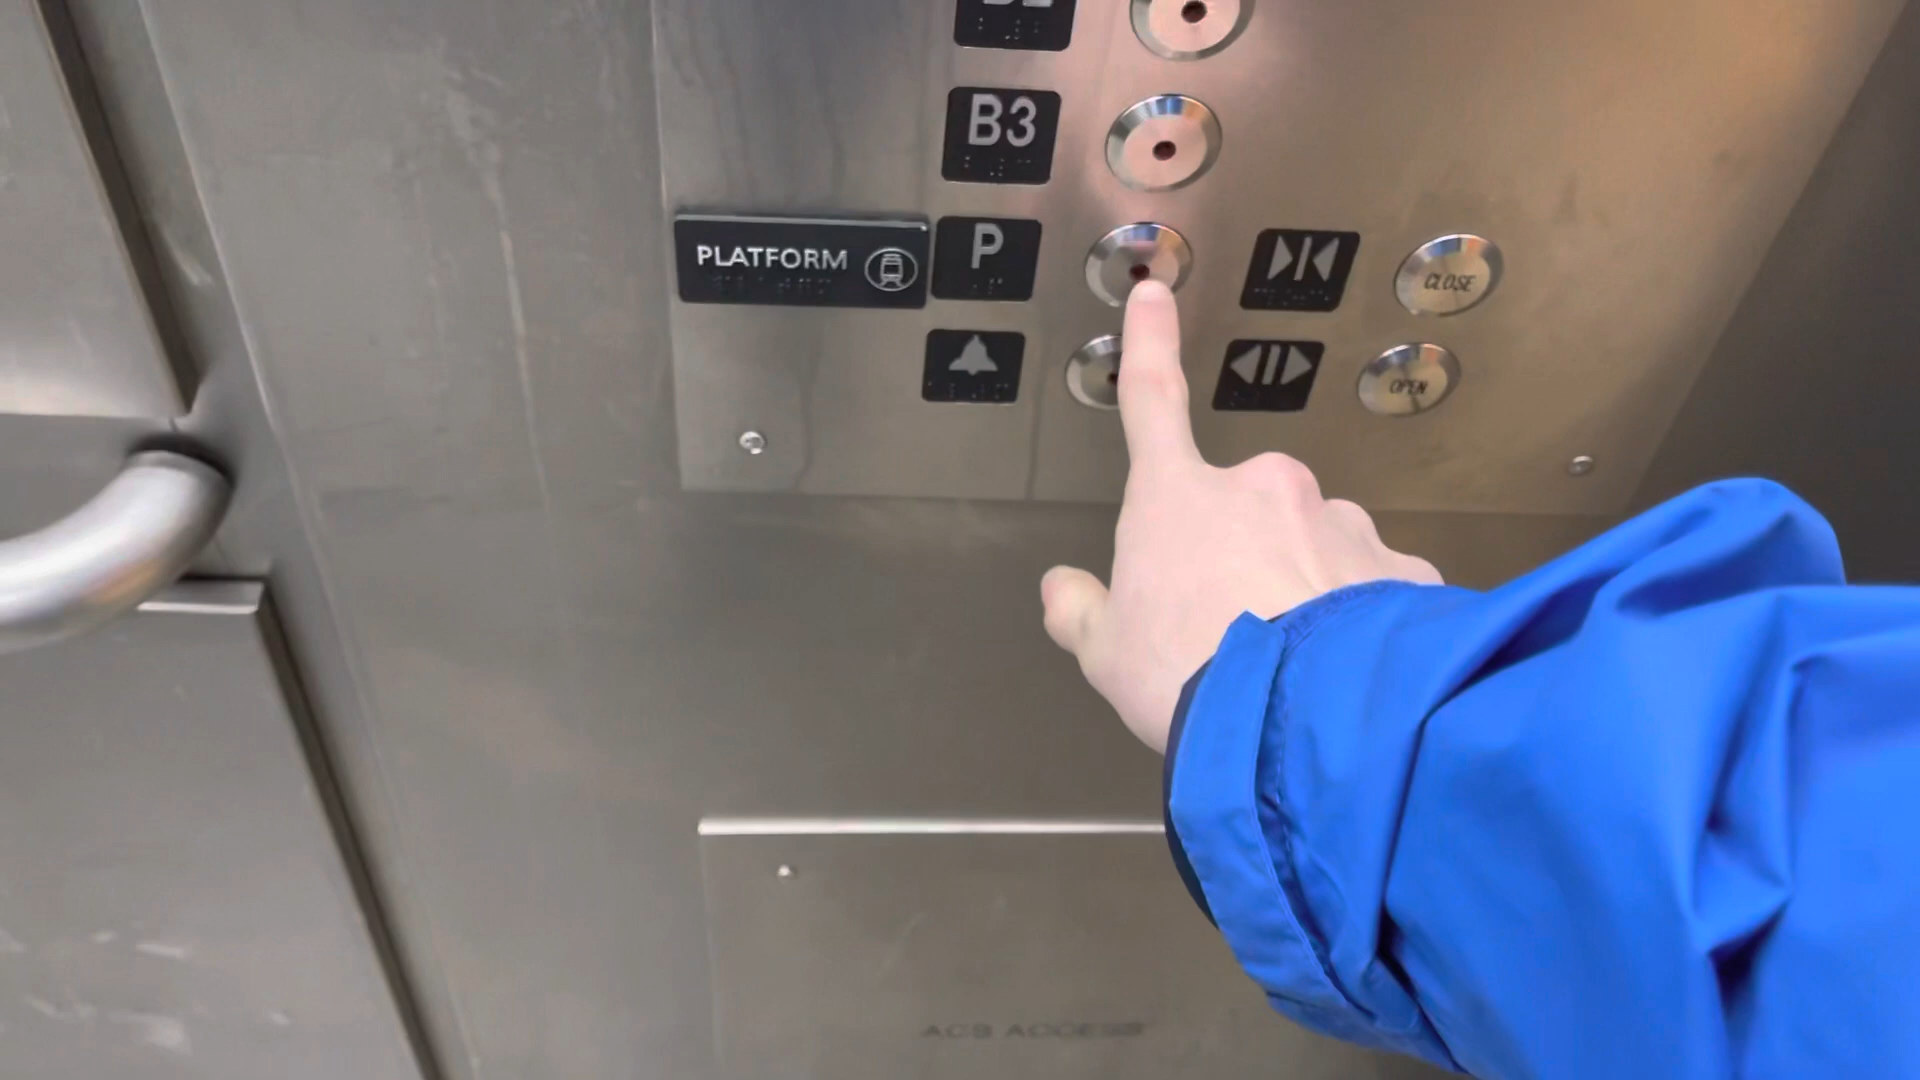 B3
PLATFORM P
CLOSE
OPEN
ACS ACCESS